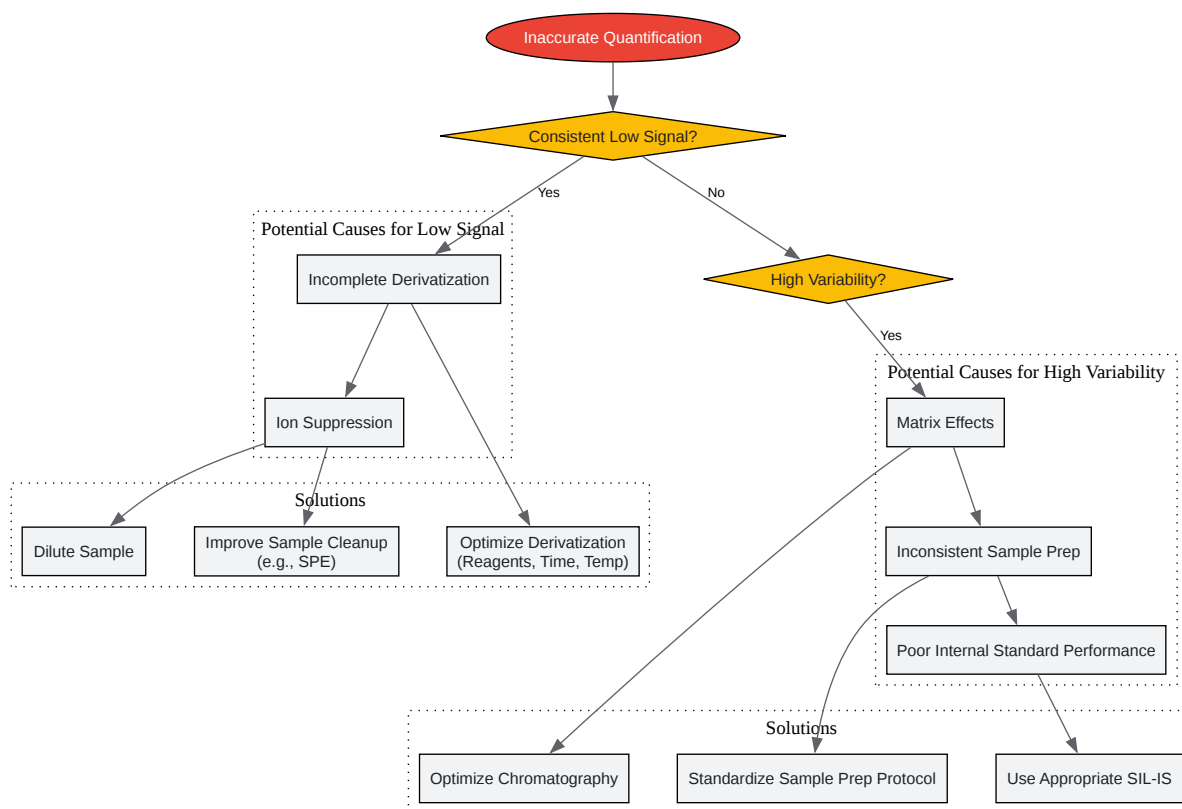 Inaccurate Quantification
Consistent Low Signal?
Yes
No
Potential Causes for Low Signal
Incomplete Derivatization
High Variability?
Yes
Potential Causes for High Variability
Ion Suppression
Matrix Effects
Solutions
Dilute Sample
Improve Sample Cleanup
(e.g., SPE)
Optimize Derivatization
(Reagents, Time, Temp)
Inconsistent Sample Prep
Poor Internal Standard Performance
Solutions
Optimize Chromatography
Standardize Sample Prep Protocol
Use Appropriate SIL-IS